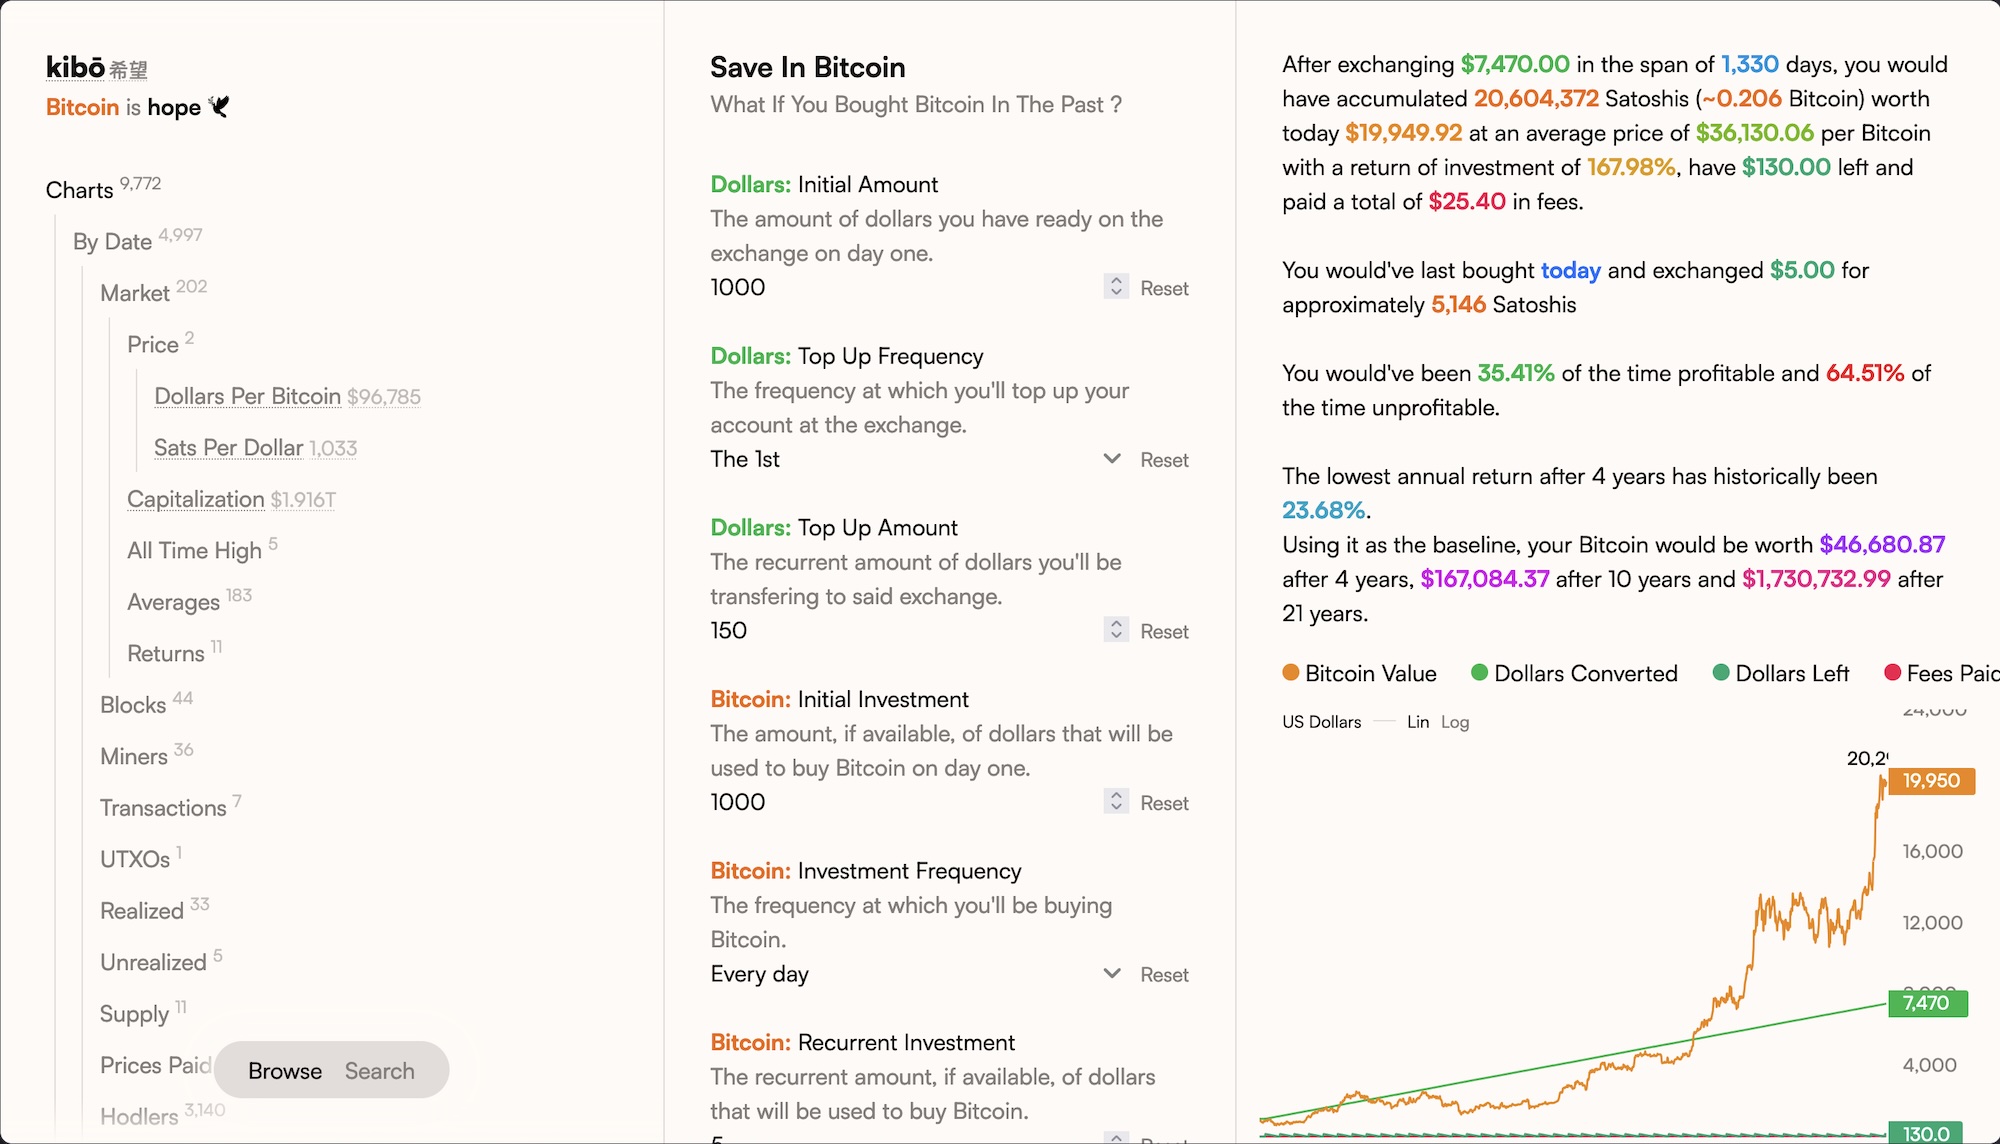 kibō 希望
Bitcoin is hope
Charts 9,772
By Date 4,997
Market 202
Price 2
Dollars Per Bitcoin $96,785
Sats Per Dollar 1,033
Capitalization $1.916T
All Time High 5
Averages 183
Returns 11
Blocks 44
Miners 36
Transactions 7
UTXOs 1
Realized 33
Unrealized 5
Supply 11
Prices Paid
Hodlers 3,140
Browse Search
Save In Bitcoin
What If You Bought Bitcoin In The Past ?
Dollars: Initial Amount
The amount of dollars you have ready on the
exchange on day one.
1000 Reset
Dollars: Top Up Frequency
The frequency at which you'll top up your
account at the exchange.
The 1st Reset
Dollars: Top Up Amount
The recurrent amount of dollars you'll be
transfering to said exchange.
150 Reset
Bitcoin: Initial Investment
The amount, if available, of dollars that will be
used to buy Bitcoin on day one.
1000 Reset
Bitcoin: Investment Frequency
The frequency at which you'll be buying
Bitcoin.
Every day Reset
Bitcoin: Recurrent Investment
The recurrent amount, if available, of dollars
that will be used to buy Bitcoin.
5 Reset
After exchanging $7,470.00 in the span of 1,330 days, you would
have accumulated 20,604,372 Satoshis (~0.206 Bitcoin) worth
today $19,949.92 at an average price of $36,130.06 per Bitcoin
with a return of investment of 167.98%, have $130.00 left and
paid a total of $25.40 in fees.
You would've last bought today and exchanged $5.00 for
approximately 5,146 Satoshis
You would've been 35.41% of the time profitable and 64.51% of
the time unprofitable.
The lowest annual return after 4 years has historically been
23.68%.
Using it as the baseline, your Bitcoin would be worth $46,680.87
after 4 years, $167,084.37 after 10 years and $1,730,732.99 after
21 years.
Bitcoin Value Dollars Converted Dollars Left Fees Paid
US Dollars Lin Log
24,000
20,2
19,950
16,000
12,000
8,000
7,470
4,000
130.0